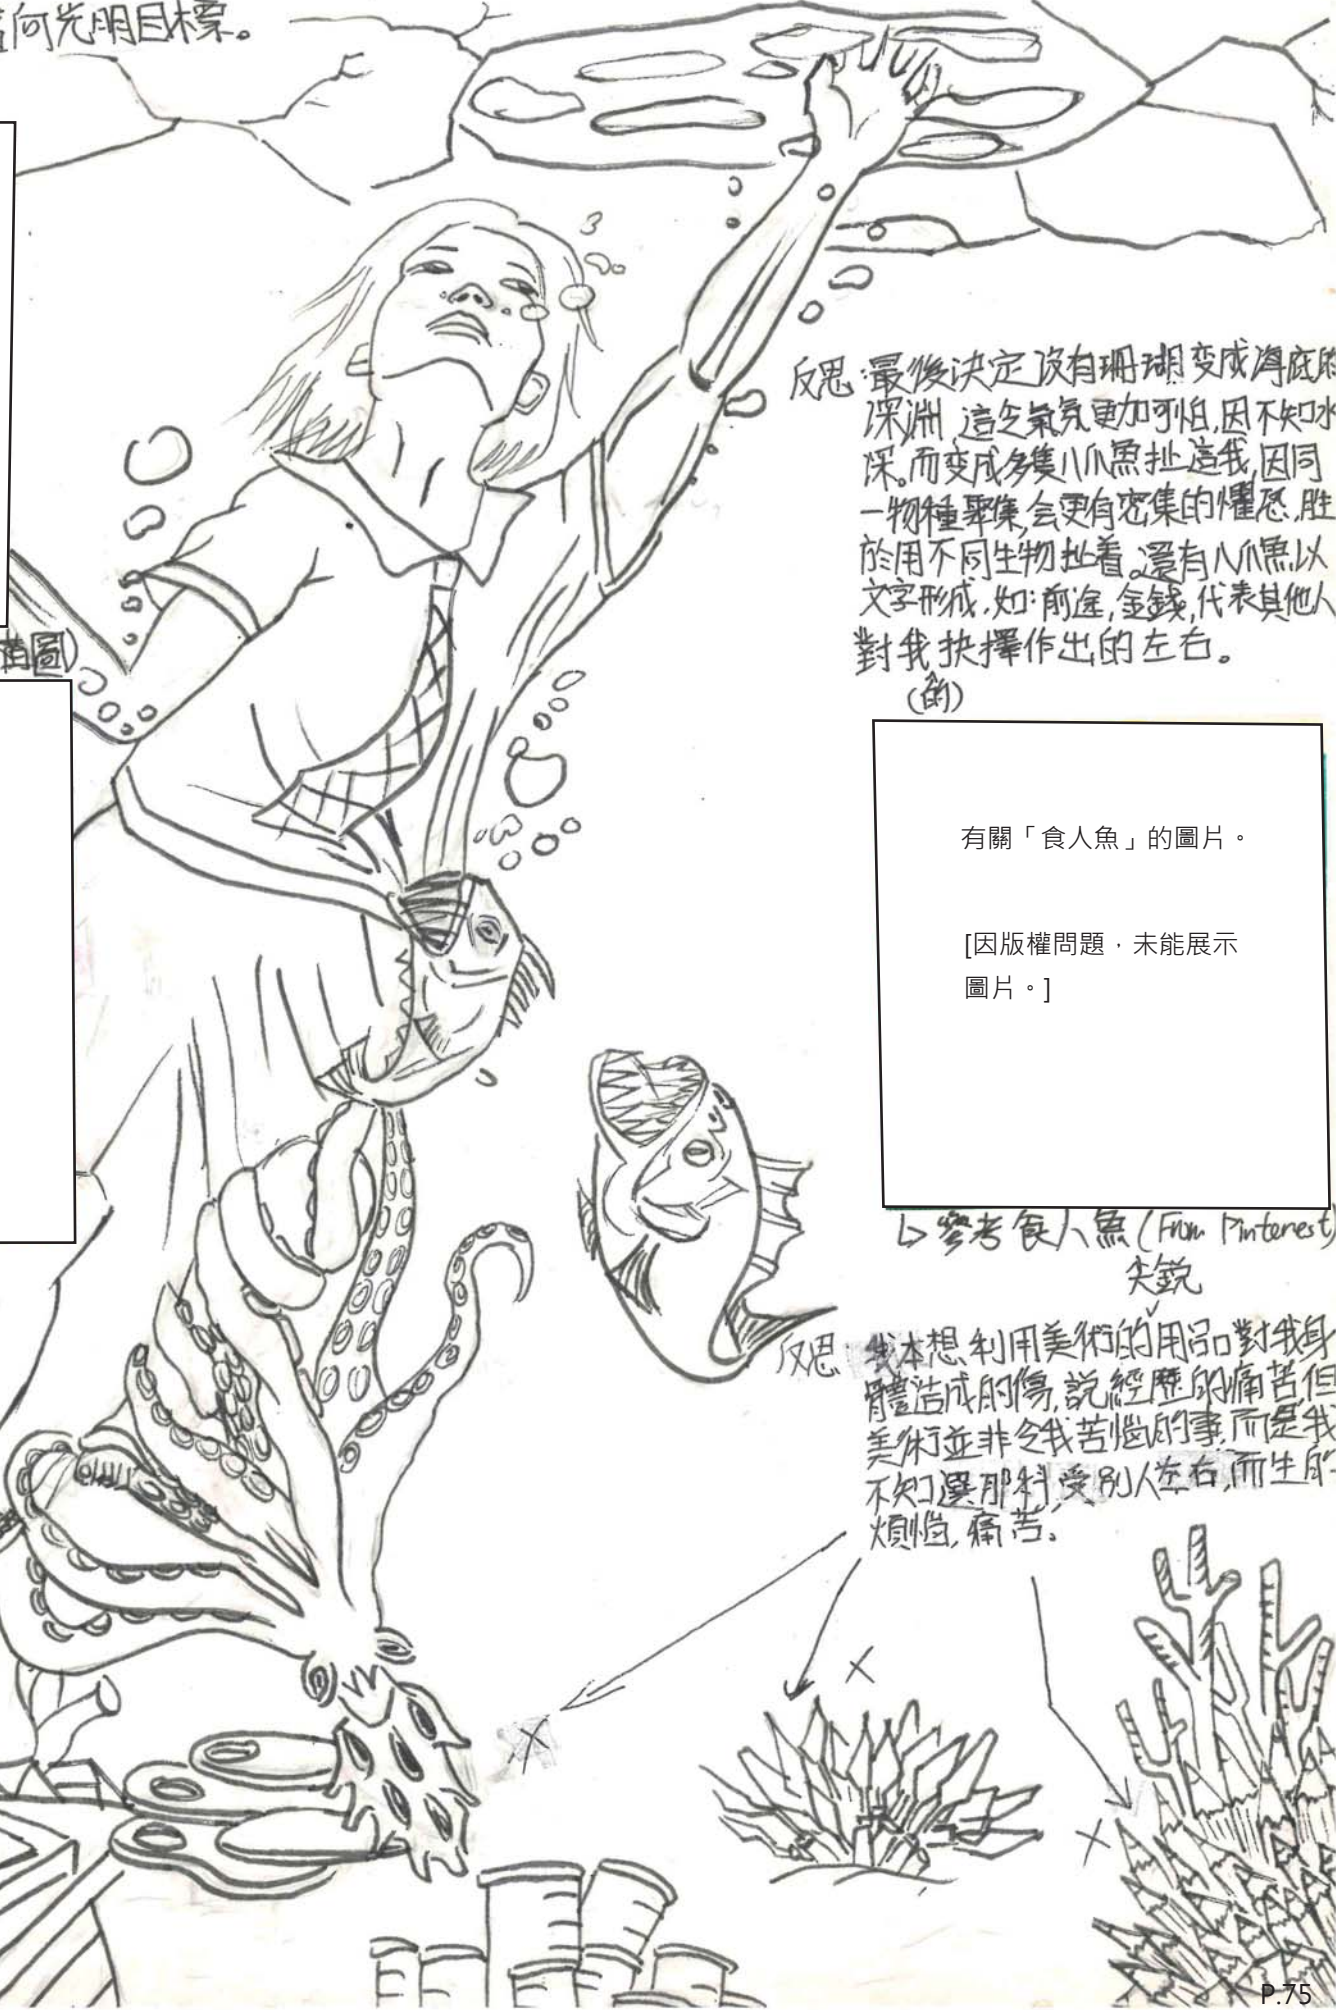 向光明目標。
反思：最後決定沒有珊瑚变成海底的
深淵，這令氣氛更加可怕,因不知水
深。而变成多隻八爪魚扯這我,因同
一物種聚集,会更有密集的懼恐,胜
於用不同生物扯着。還有八爪魚以
文字形成,如:前途,金錢,代表其他人
對我抉擇作出的左右。
(的)
圖)
有關「食人魚」的圖片。
[因版權問題，未能展示
圖片。]
↳ 參考食人魚 (From Pinterest)
尖銳
反思：我本想利用美術的用品對我身
體造成的傷,說經歷的痛苦,但
美術並非令我苦惱的事,而是我
不知選那科,受別人左右,而生的
煩惱,痛苦。
P.75